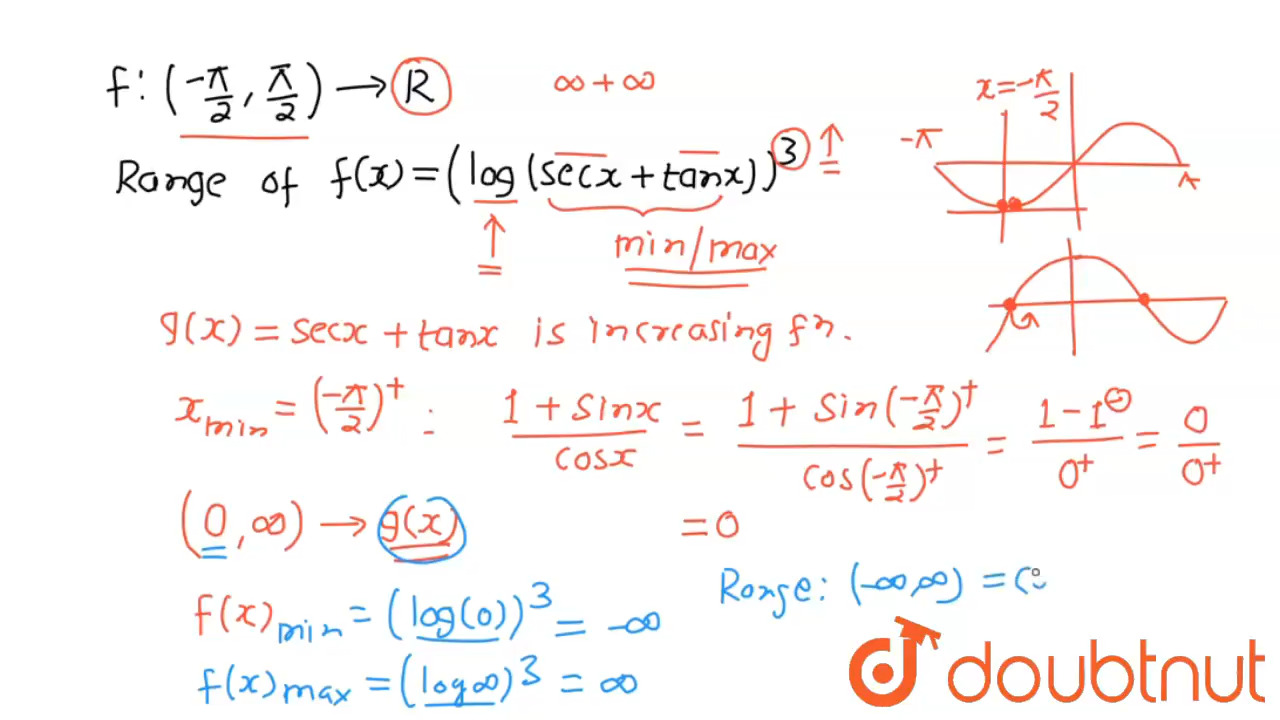 f: (-π/2, π/2) → R
∞ + ∞
Range of f(x) = (log (secx + tanx))³ ↑
↑
min/max
x = -π/2
-π
π
g(x) = secx + tanx is increasing fn.
x min = (-π/2)⁺ : (1 + sinx)/cosx = (1 + sin(-π/2)⁺)/(cos(-π/2)⁺) = (1 - 1⊖)/0⁺ = 0/0⁺
(0, ∞) → g(x)
= 0
f(x) min = (log(0))³ = -∞
Range: (-∞, ∞) = (
f(x) max = (log∞)³ = ∞
doubtnut